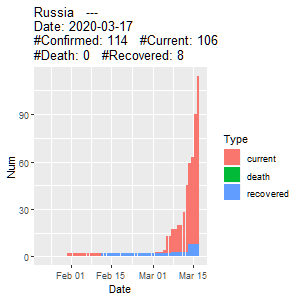 Russia   ---
Date: 2020-03-17
#Confirmed: 114   #Current: 106
#Death: 0   #Recovered: 8
90
60
30
0
Num
Feb 01
Feb 15
Mar 01
Mar 15
Date
Type
current
death
recovered